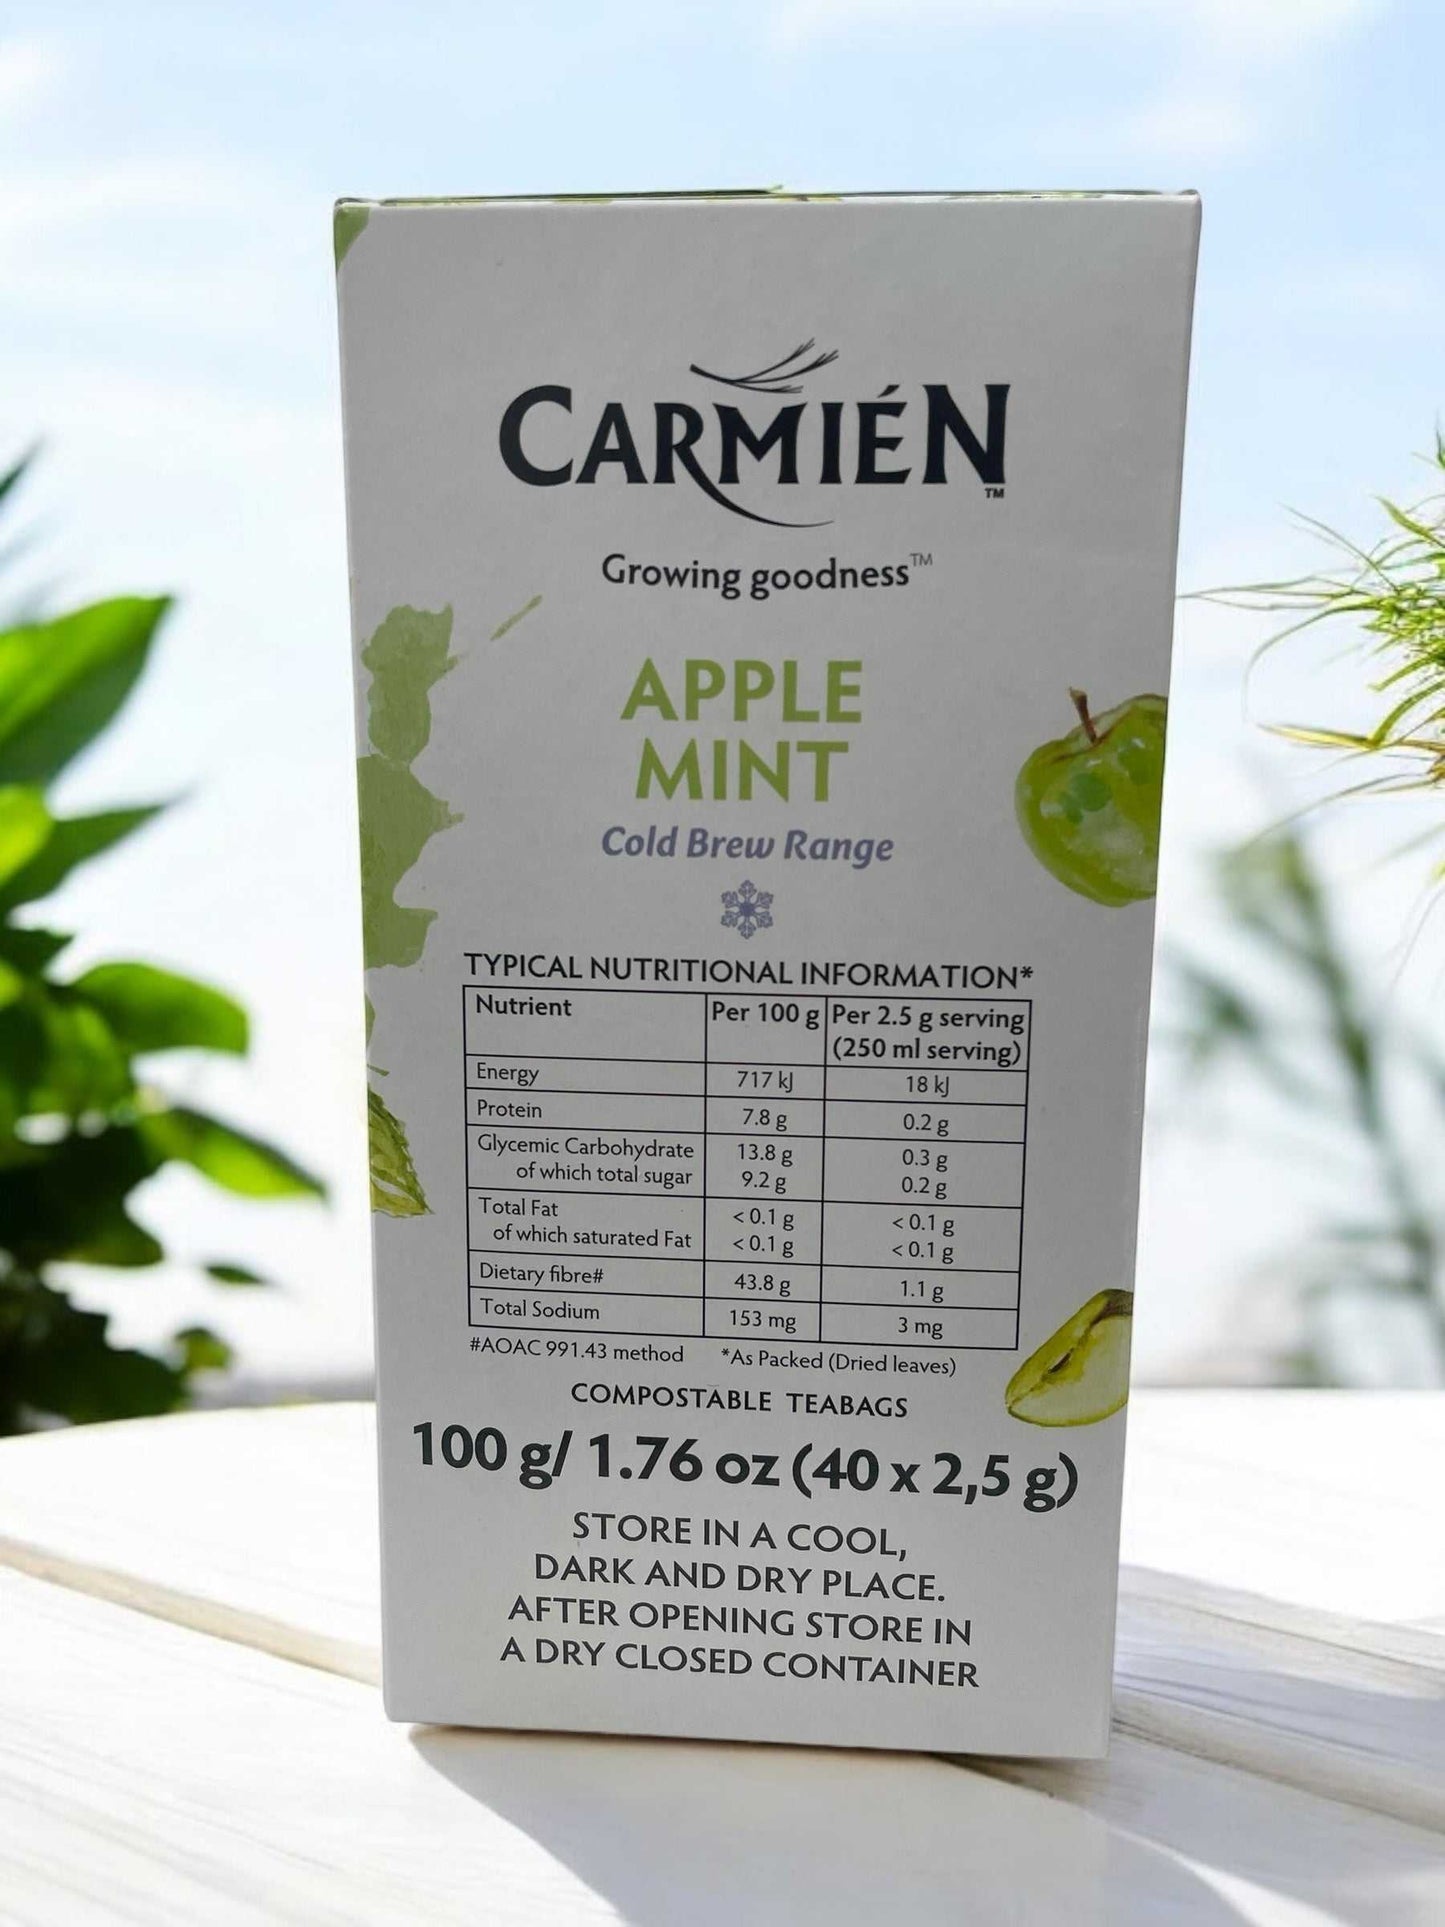 CARMIÉN
TM
Growing goodness™
APPLE
MINT
Cold Brew Range
TYPICAL NUTRITIONAL INFORMATION*
Nutrient Per 100 g Per 2.5 g serving
(250 ml serving)
Energy 717 kJ 18 kJ
Protein 7.8 g 0.2 g
Glycemic Carbohydrate 13.8 g 0.3 g
of which total sugar 9.2 g 0.2 g
Total Fat < 0.1 g < 0.1 g
of which saturated Fat < 0.1 g < 0.1 g
Dietary fibre# 43.8 g 1.1 g
Total Sodium 153 mg 3 mg
#AOAC 991.43 method *As Packed (Dried leaves)
COMPOSTABLE TEABAGS
100 g/ 1.76 oz (40 x 2,5 g)
STORE IN A COOL,
DARK AND DRY PLACE.
AFTER OPENING STORE IN
A DRY CLOSED CONTAINER